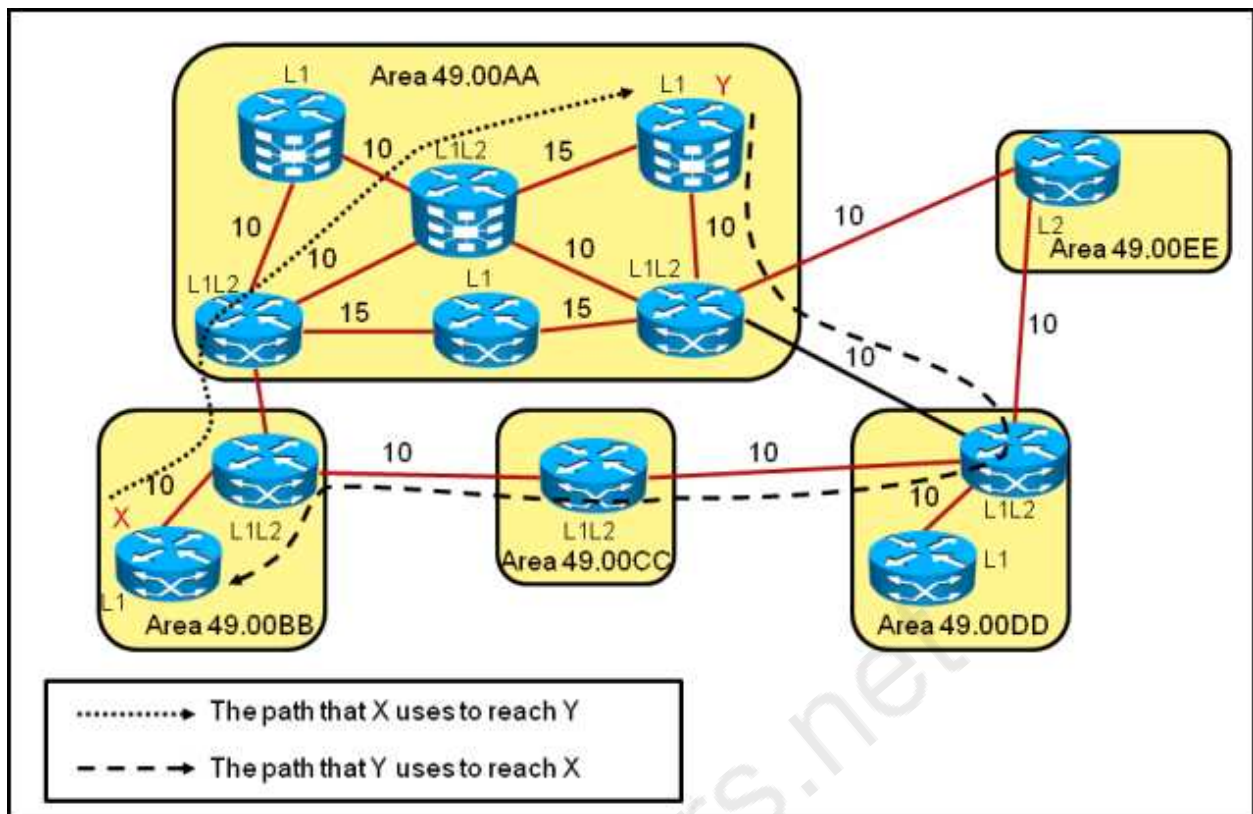 Area 49.00AA
L1
L1
Y
10
L1L2
15
10
10
10
10
L1L2
L1
L1L2
15
15
10
L2
Area 49.00EE
10
10
10
10
10
X
L1L2
L1
Area 49.00BB
L1L2
Area 49.00CC
10
L1L2
L1
Area 49.00DD
The path that X uses to reach Y
The path that Y uses to reach X
rs.net